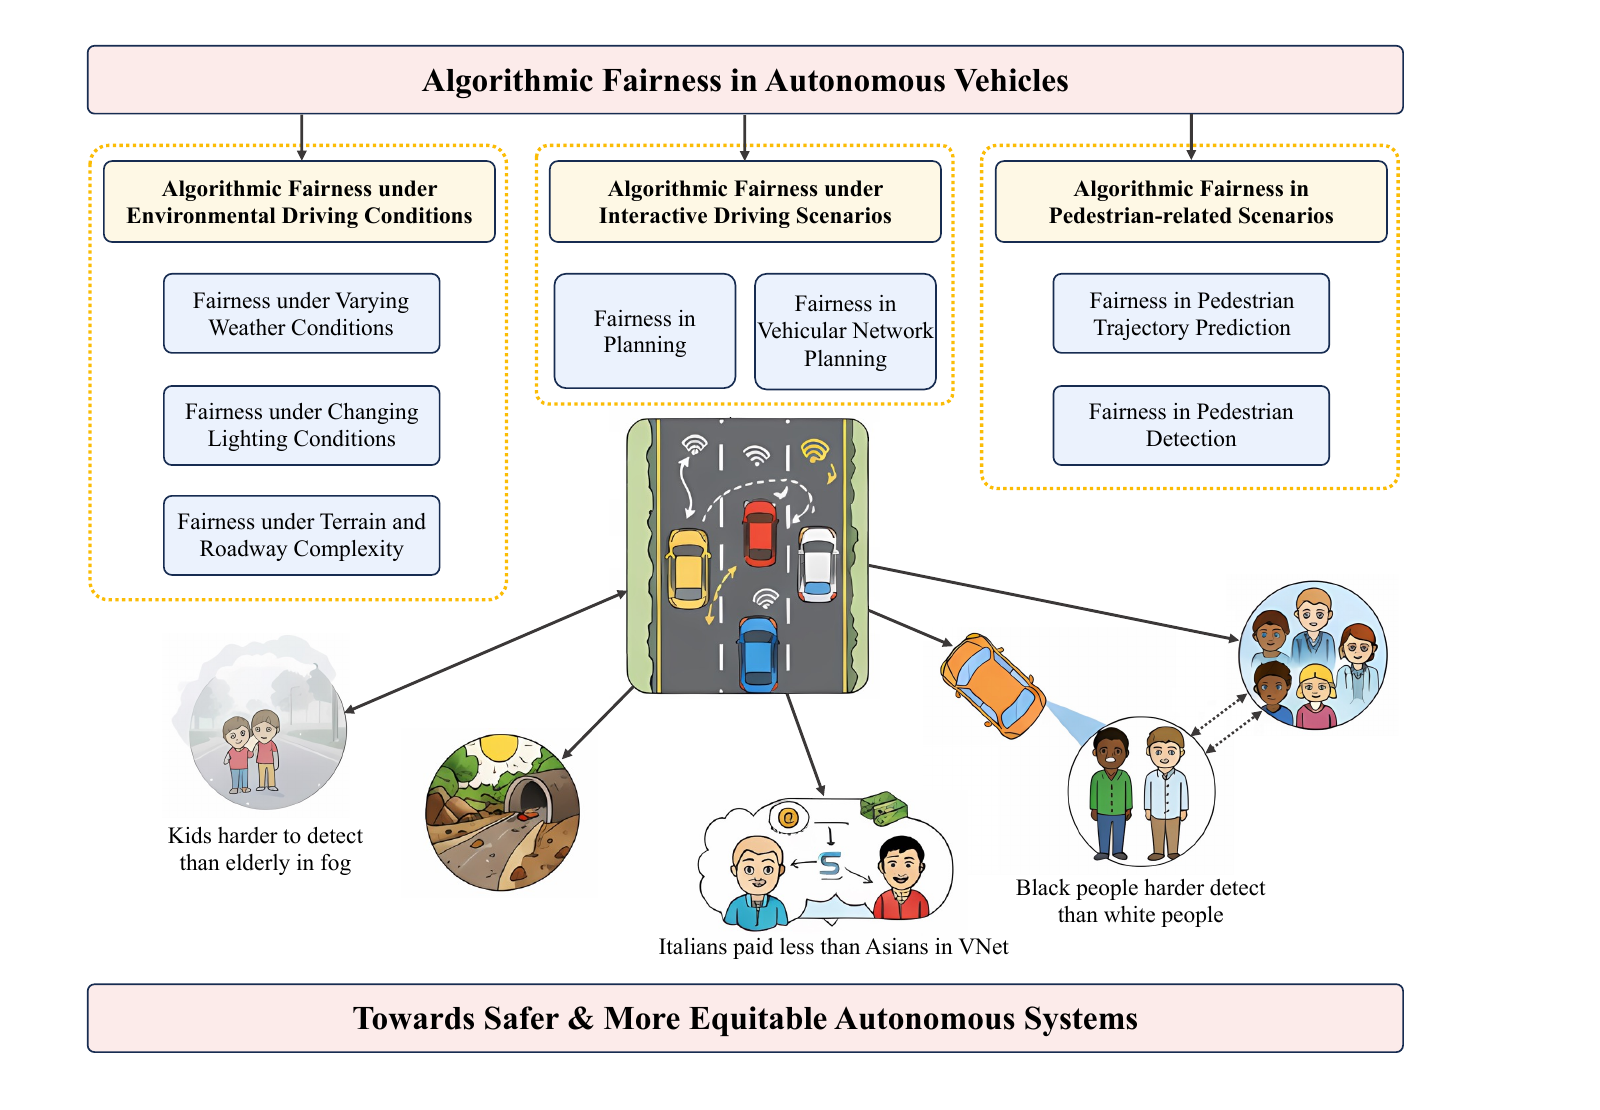 Algorithmic Fairness in Autonomous Vehicles
Algorithmic Fairness under
Environmental Driving Conditions
Fairness under Varying
Weather Conditions
Fairness under Changing
Lighting Conditions
Fairness under Terrain and
Roadway Complexity
Algorithmic Fairness under
Interactive Driving Scenarios
Fairness in
Planning
Fairness in
Vehicular Network
Planning
Algorithmic Fairness in
Pedestrian-related Scenarios
Fairness in Pedestrian
Trajectory Prediction
Fairness in Pedestrian
Detection
Kids harder to detect
than elderly in fog
S
Italians paid less than Asians in VNet
Black people harder detect
than white people
Towards Safer & More Equitable Autonomous Systems